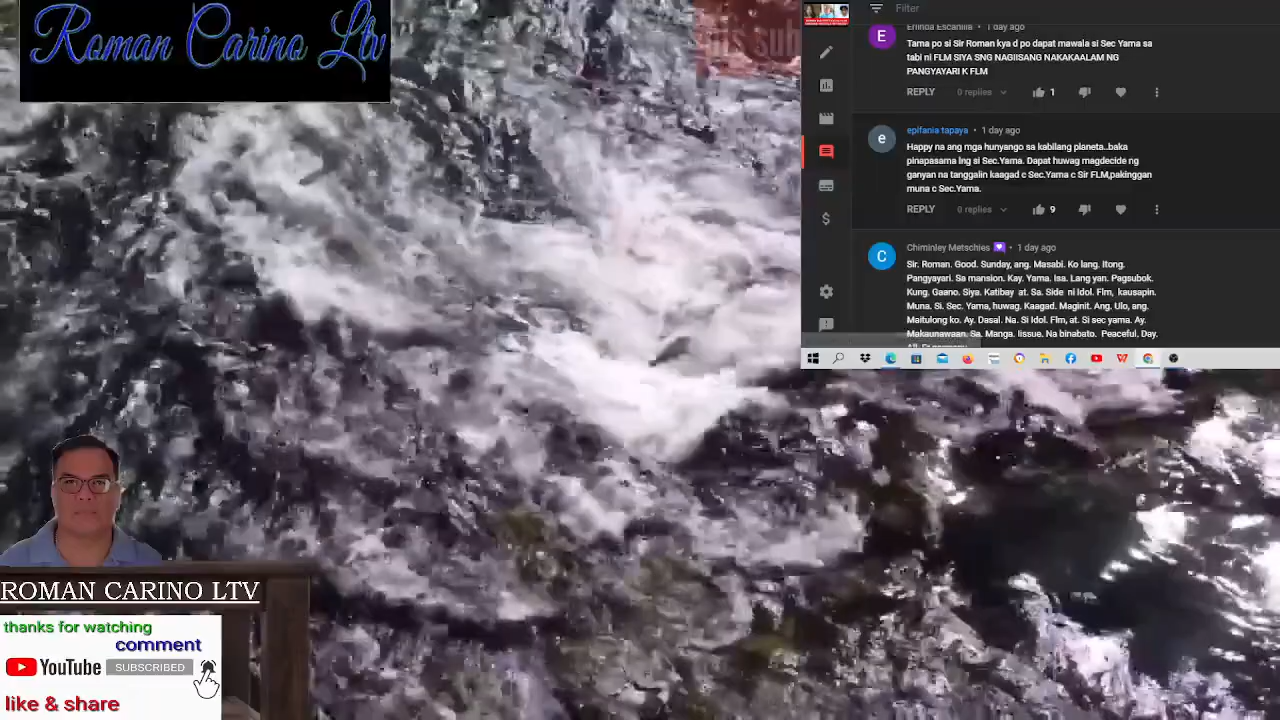 Roman Carino Ltv
his sub
Filter
Erlinda Escanilla • 1 day ago
Tama po si Sir Roman kya d po dapat mawala si Sec Yama sa
tabi ni FLM SIYA SNG NAGIISANG NAKAKAALAM NG
PANGYAYARI K FLM
REPLY 0 replies 1
epifania tapaya • 1 day ago
Happy na ang mga hunyango sa kabilang planeta..baka
pinapasama lng si Sec.Yama. Dapat huwag magdecide ng
ganyan na tanggalin kaagad c Sec.Yama c Sir FLM,pakinggan
muna c Sec.Yama.
REPLY 0 replies 9
Chiminley Metschies • 1 day ago
Sir. Roman. Good. Sunday, ang. Masabi. Ko lang. Itong.
Pangyayari. Sa mansion. Kay. Yama. Isa. Lang yan. Pagsubok.
Kung. Gaano. Siya. Katibay at. Sa. Side ni Idol. Flm, kausapin.
Muna. Si. Sec. Yama, huwag. Kaagad. Maginit. Ang. Ulo, ang.
Maitulong ko. Ay. Dasal. Na. Si Idol. Flm, at. Si sec yama. Ay.
Makaunawaan. Sa. Manga. Iissue. Na binabato. Peaceful. Day.
ROMAN CARINO LTV
thanks for watching
comment
YouTube SUBSCRIBED
like & share